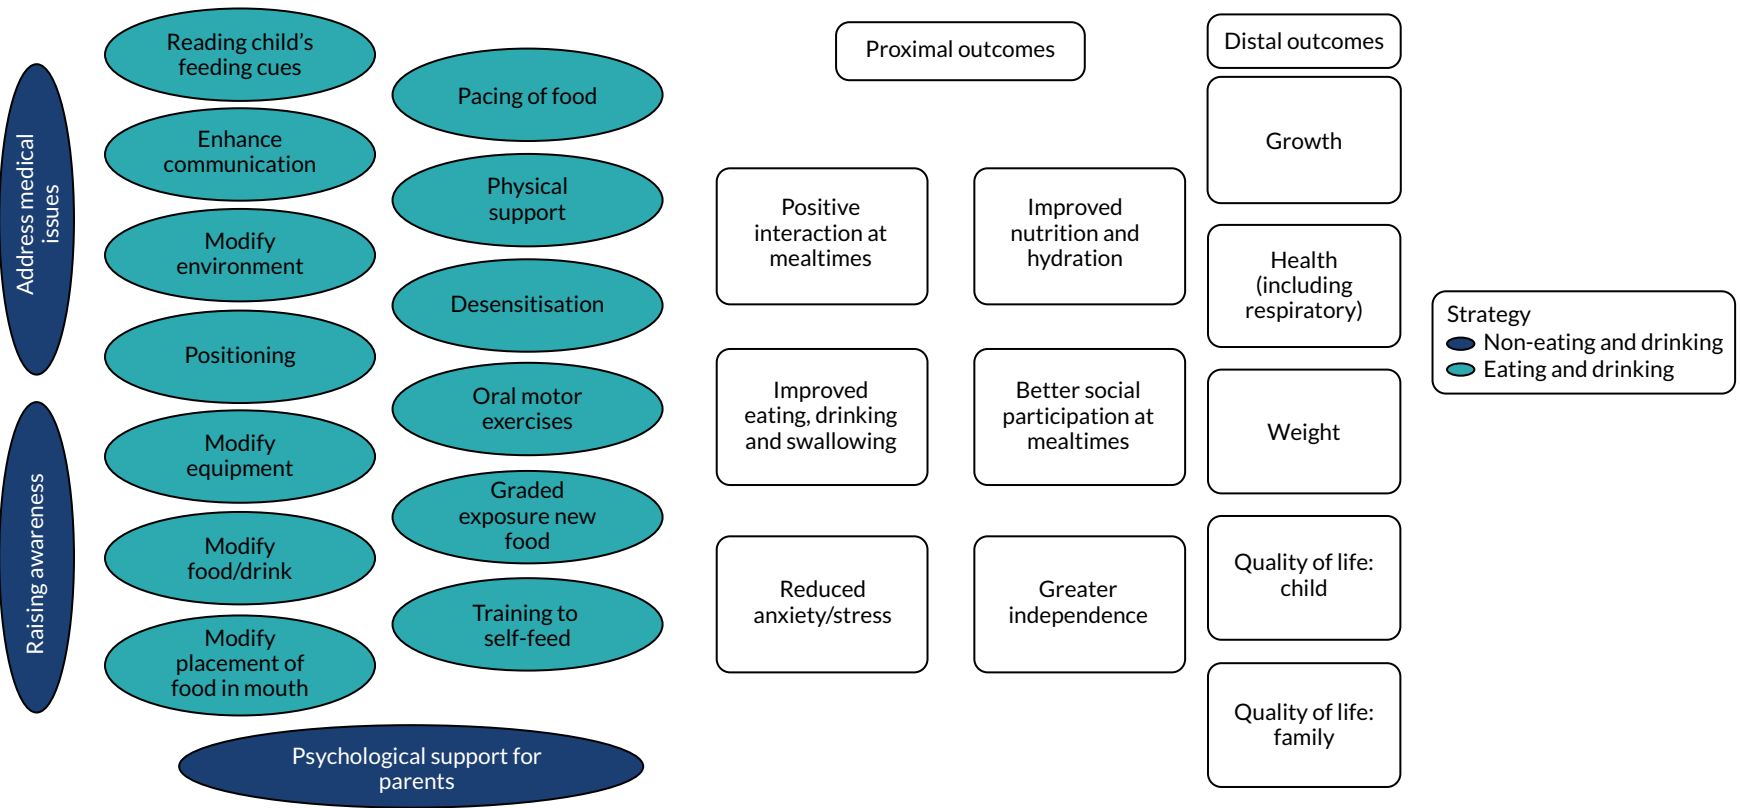 Address medical
issues
Raising awareness
Reading child’s
feeding cues
Enhance
communication
Modify
environment
Positioning
Modify
equipment
Modify
food/drink
Modify
placement of
food in mouth
Pacing of food
Physical
support
Desensitisation
Oral motor
exercises
Graded
exposure new
food
Training to
self-feed
Psychological support for
parents
Proximal outcomes
Positive
interaction at
mealtimes
Improved
nutrition and
hydration
Improved
eating, drinking
and swallowing
Better social
participation at
mealtimes
Reduced
anxiety/stress
Greater
independence
Distal outcomes
Growth
Health
(including
respiratory)
Weight
Quality of life:
child
Quality of life:
family
Strategy
Non-eating and drinking
Eating and drinking